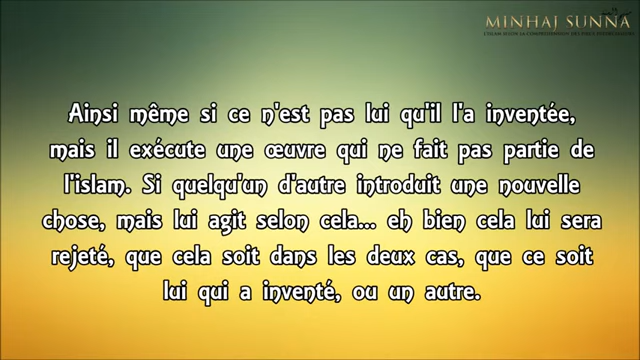 MINHAJ SUNNA
Ainsi même si ce n'est pas lui qu'il l'a inventée,
mais il exécute une œuvre qui ne fait pas partie de
l'islam. Si quelqu'un d'autre introduit une nouvelle
chose, mais lui agit selon cela... eh bien cela lui sera
rejeté, que cela soit dans les deux cas, que ce soit
lui qui a inventé, ou un autre.